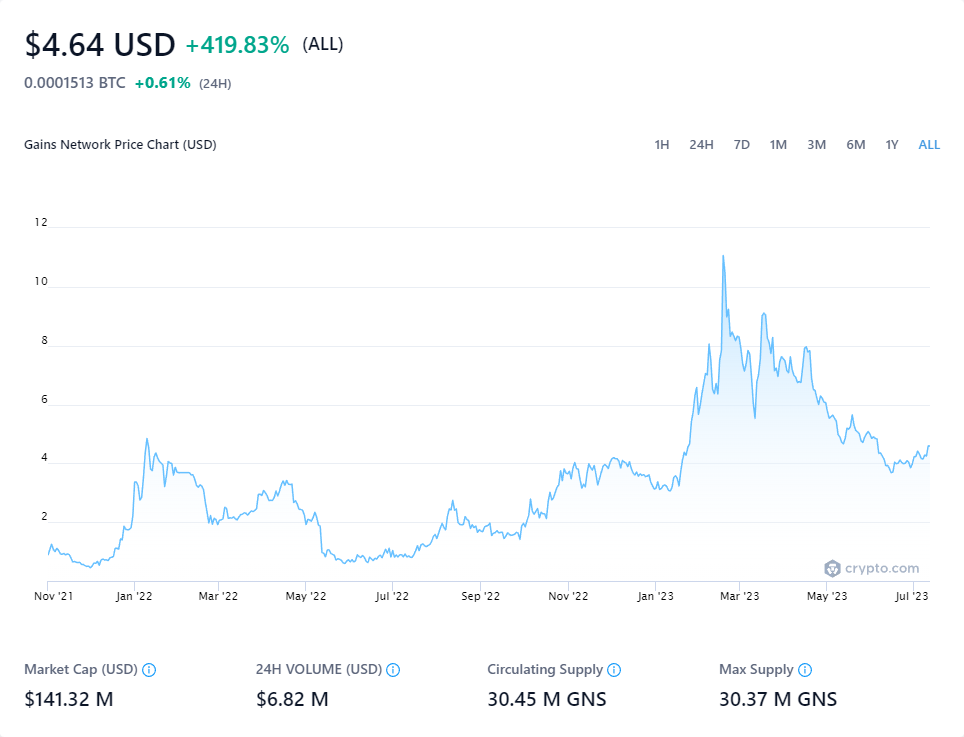 $4.64 USD +419.83% (ALL)
0.0001513 BTC +0.61% (24H)
Gains Network Price Chart (USD) 1H 24H 7D 1M 3M 6M 1Y ALL
12
10
8
6
4
2
crypto.com
Nov '21 Jan '22 Mar '22 May '22 Jul '22 Sep '22 Nov '22 Jan '23 Mar '23 May '23 Jul '23
Market Cap (USD) 24H VOLUME (USD) Circulating Supply Max Supply
$141.32 M $6.82 M 30.45 M GNS 30.37 M GNS